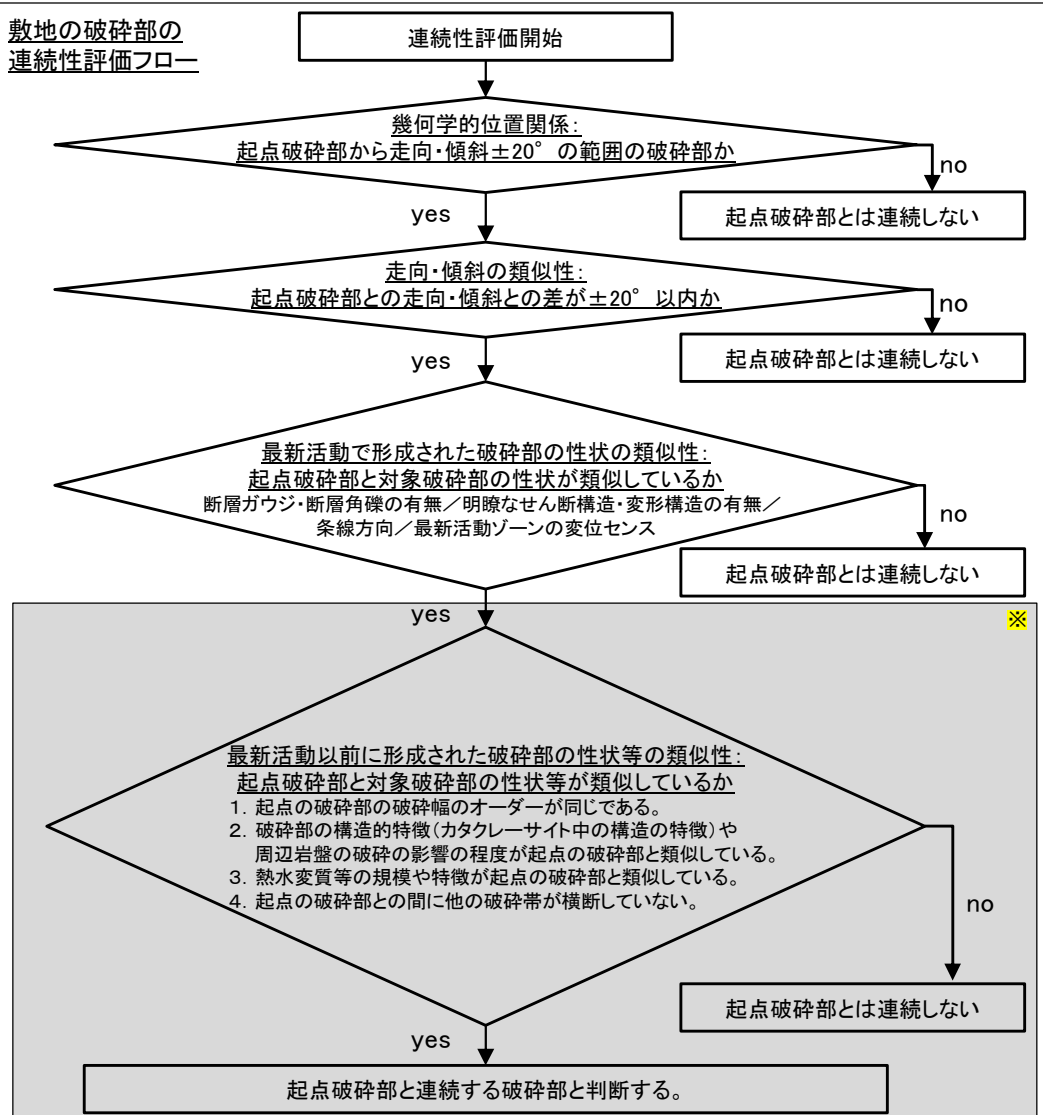 敷地の破砕部の
連続性評価フロー
連続性評価開始
幾何学的位置関係:
起点破砕部から走向・傾斜±20°の範囲の破砕部か
no
起点破砕部とは連続しない
yes
走向・傾斜の類似性:
起点破砕部との走向・傾斜との差が±20°以内か
no
起点破砕部とは連続しない
yes
最新活動で形成された破砕部の性状の類似性:
起点破砕部と対象破砕部の性状が類似しているか
断層ガウジ・断層角礫の有無／明瞭なせん断構造・変形構造の有無／
条線方向／最新活動ゾーンの変位センス
no
起点破砕部とは連続しない
yes
※
最新活動以前に形成された破砕部の性状等の類似性:
起点破砕部と対象破砕部の性状等が類似しているか
1. 起点の破砕部の破砕幅のオーダーが同じである。
2. 破砕部の構造的特徴(カタクレーサイト中の構造の特徴)や
周辺岩盤の破砕の影響の程度が起点の破砕部と類似している。
3. 熱水変質等の規模や特徴が起点の破砕部と類似している。
4. 起点の破砕部との間に他の破砕帯が横断していない。
no
起点破砕部とは連続しない
yes
起点破砕部と連続する破砕部と判断する。